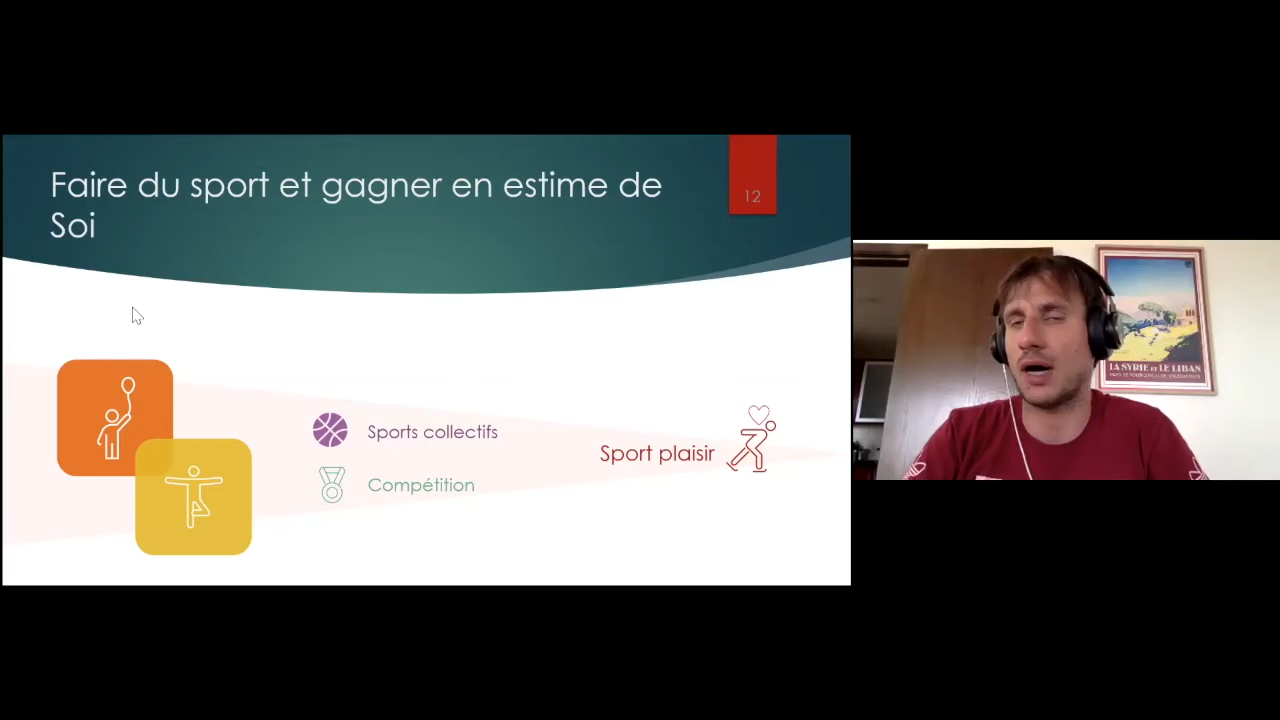 Faire du sport et gagner en estime de
Soi
12
Sports collectifs
Compétition
Sport plaisir
LA SYRIE ET LE LIBAN